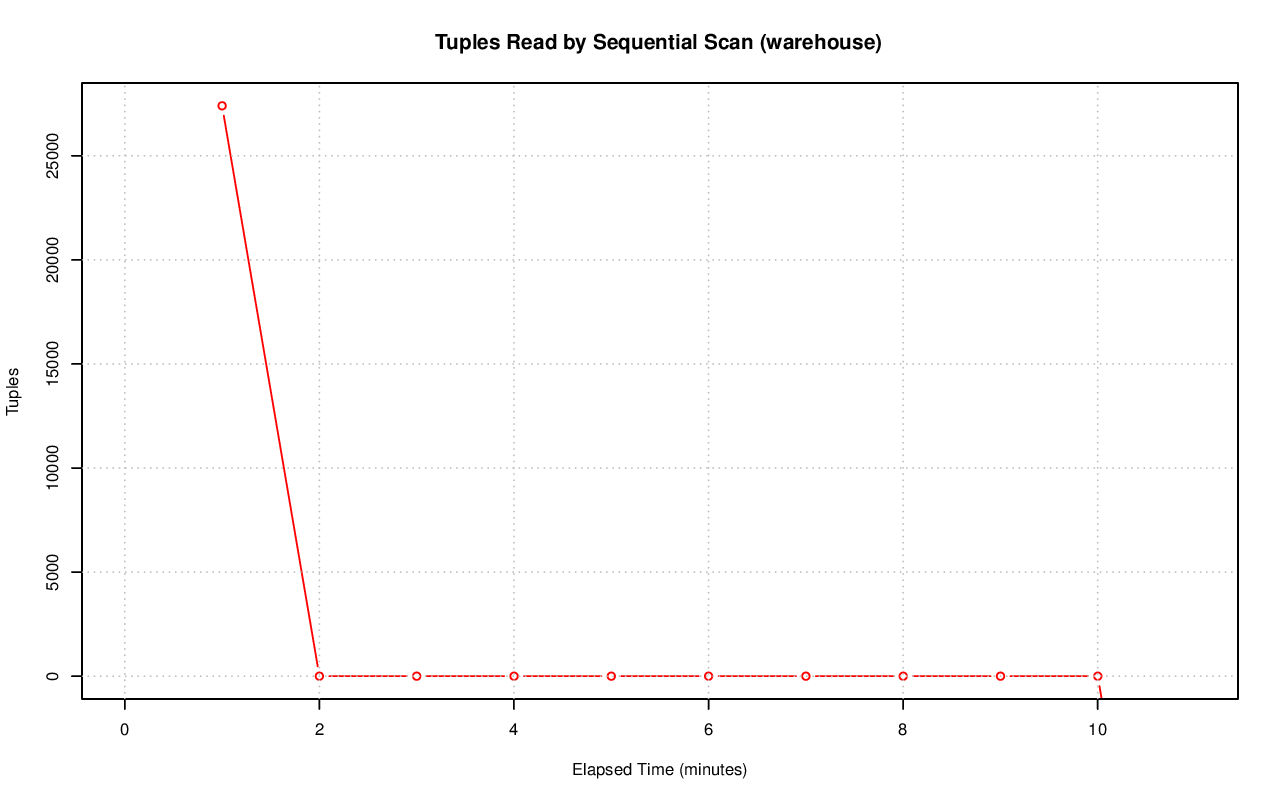 Tuples Read by Sequential Scan (warehouse)
Tuples
25000
20000
15000
10000
5000
0
0 2 4 6 8 10
Elapsed Time (minutes)